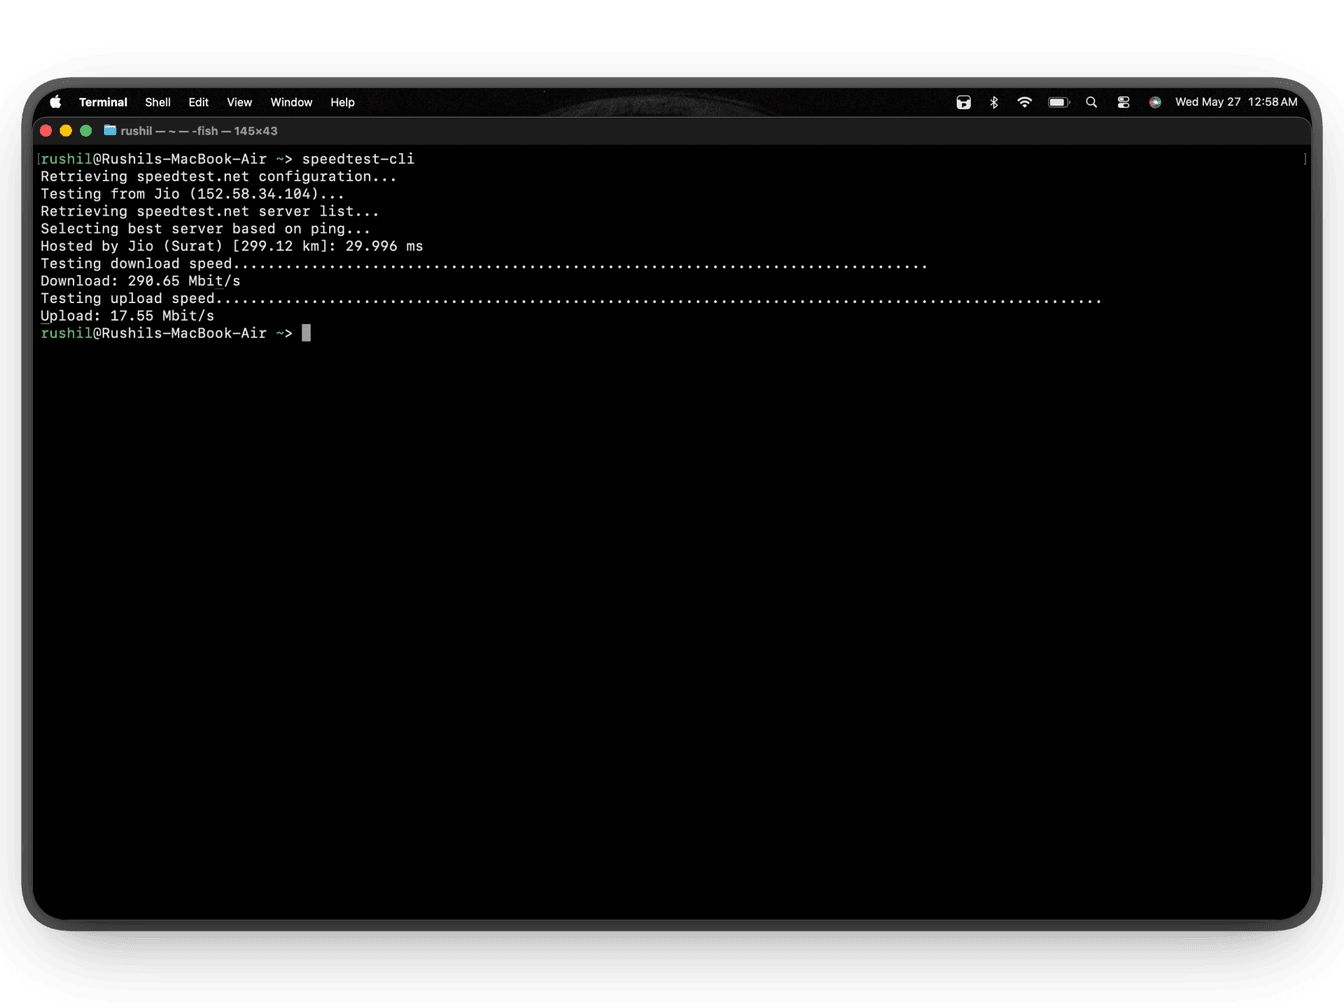 Terminal Shell Edit View Window Help Wed May 27 12:58 AM
rushil — ~ — -fish — 145×43
[rushil@Rushils-MacBook-Air ~> speedtest-cli ]
Retrieving speedtest.net configuration...
Testing from Jio (152.58.34.104)...
Retrieving speedtest.net server list...
Selecting best server based on ping...
Hosted by Jio (Surat) [299.12 km]: 29.996 ms
Testing download speed................................................................................
Download: 290.65 Mbit/s
Testing upload speed......................................................................................................
Upload: 17.55 Mbit/s
rushil@Rushils-MacBook-Air ~>